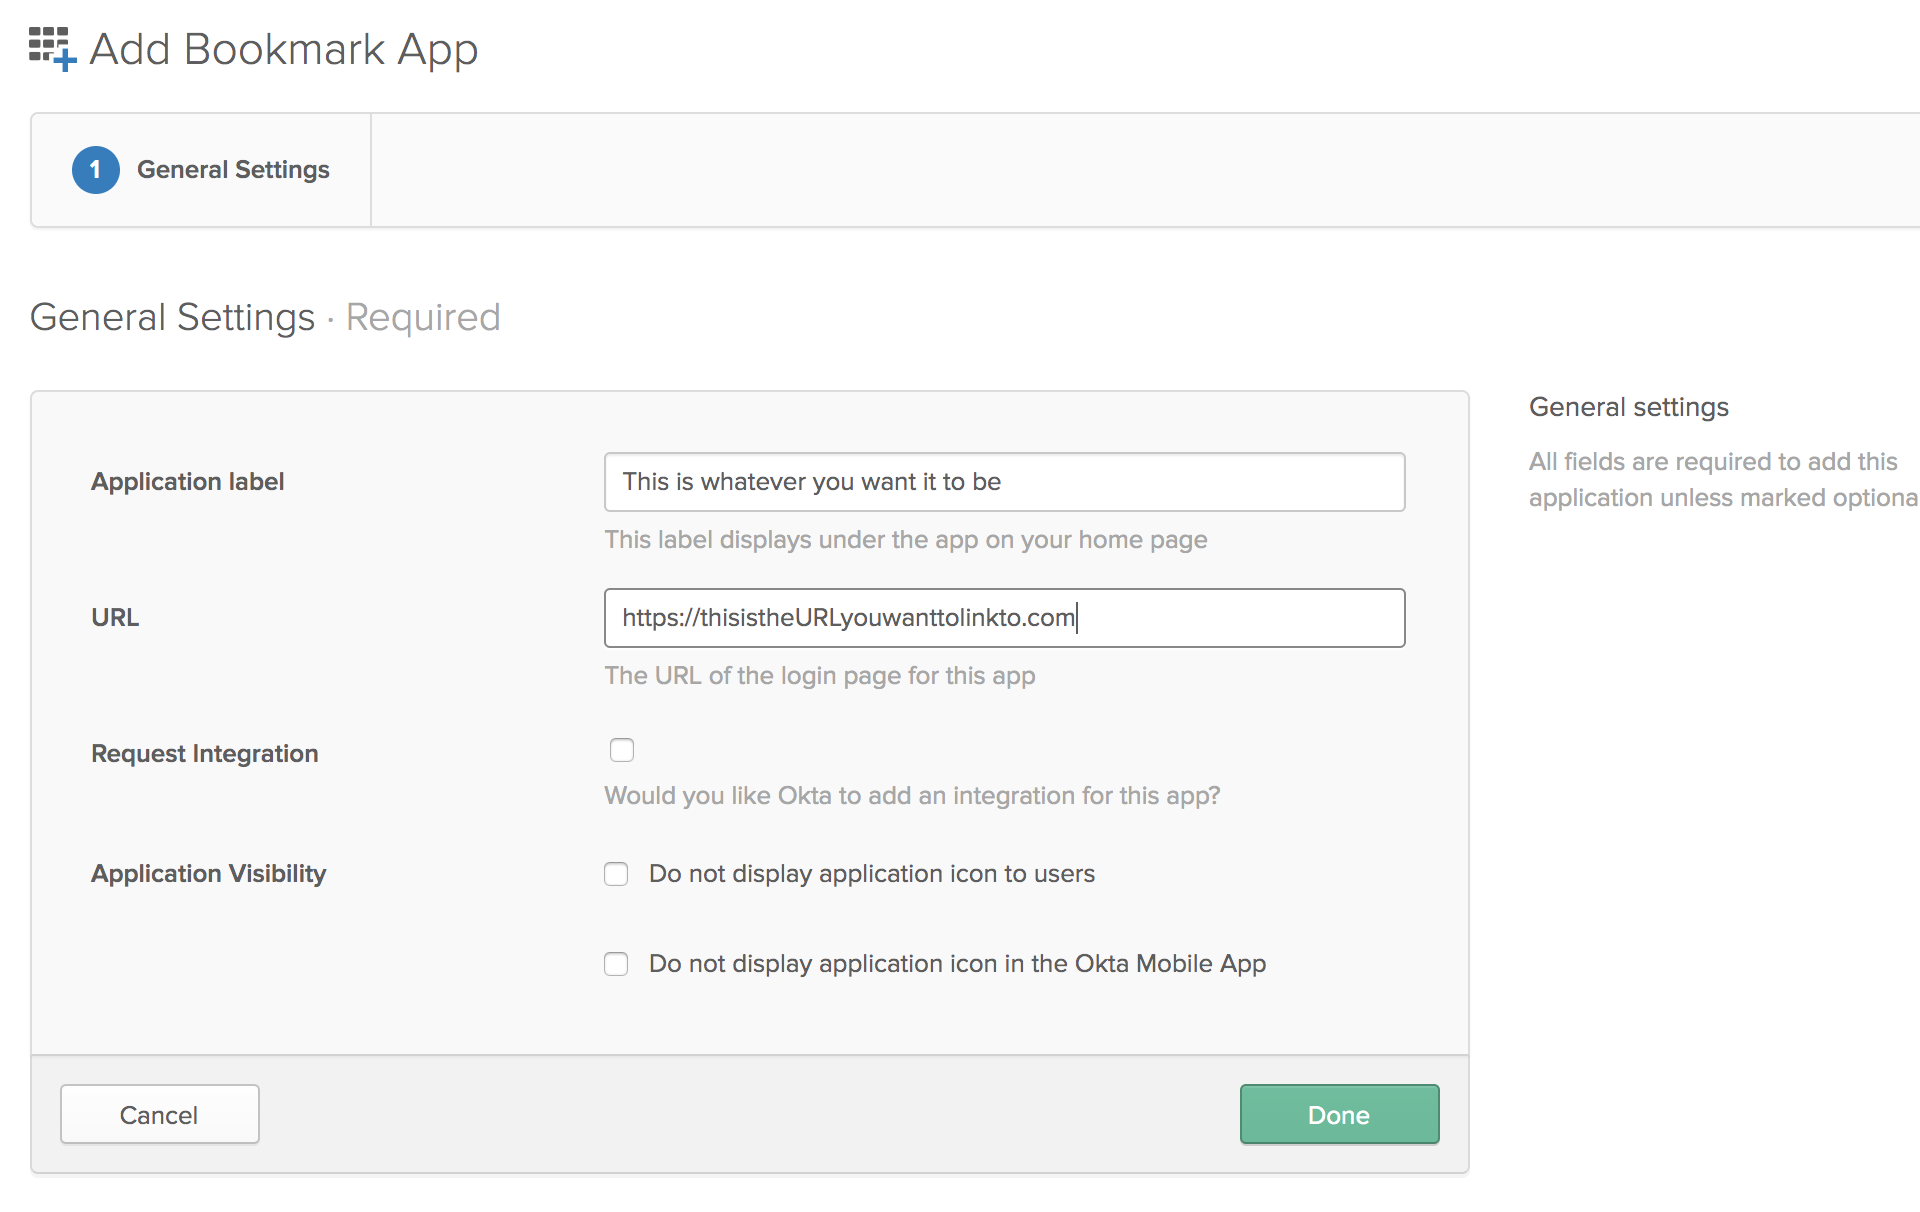 Add Bookmark App
1 General Settings
General Settings · Required
Application label
This is whatever you want it to be
This label displays under the app on your home page
URL
https://thisistheURLyouwanttolinkto.com
The URL of the login page for this app
Request Integration
Would you like Okta to add an integration for this app?
Application Visibility
Do not display application icon to users
Do not display application icon in the Okta Mobile App
Cancel
Done
General settings
All fields are required to add this
application unless marked optiona